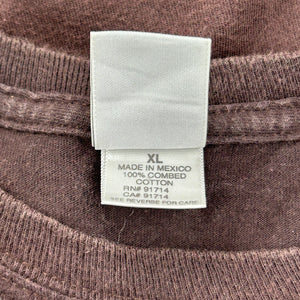 XL
MADE IN MEXICO
100% COMBED
COTTON
RN# 91714
CA# 91714
SEE REVERSE FOR CARE